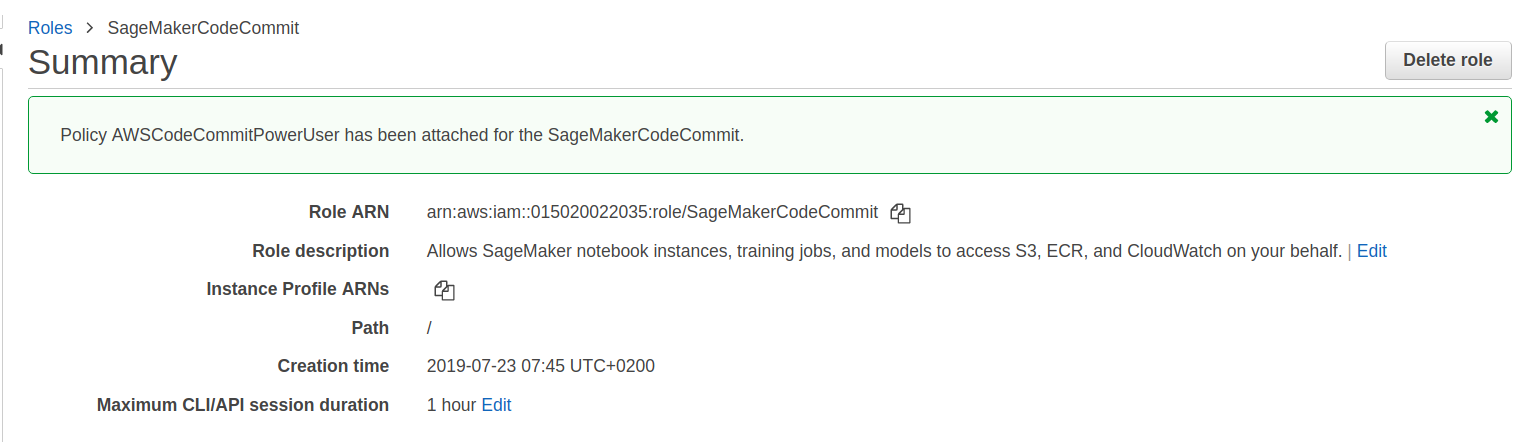 Roles > SageMakerCodeCommit
Summary
Delete role
Policy AWSCodeCommitPowerUser has been attached for the SageMakerCodeCommit.
Role ARN arn:aws:iam::015020022035:role/SageMakerCodeCommit
Role description Allows SageMaker notebook instances, training jobs, and models to access S3, ECR, and CloudWatch on your behalf. | Edit
Instance Profile ARNs
Path /
Creation time 2019-07-23 07:45 UTC+0200
Maximum CLI/API session duration 1 hour Edit